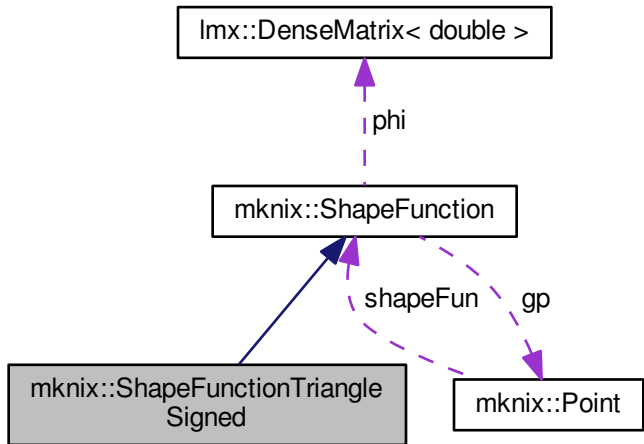 lmx::DenseMatrix< double >
phi
mknix::ShapeFunction
shapeFun
gp
mknix::ShapeFunctionTriangle
Signed
mknix::Point